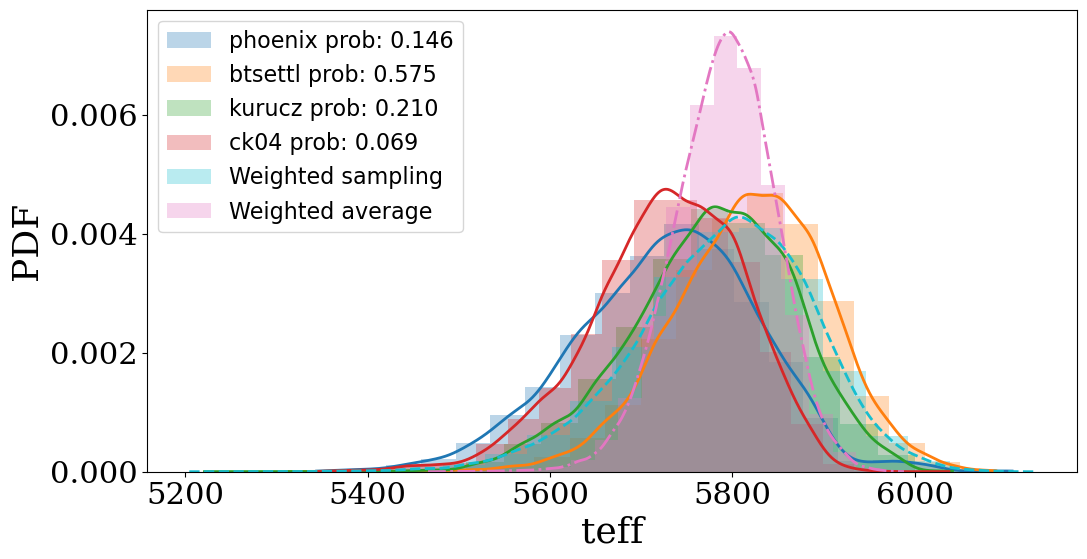 phoenix prob: 0.146
btsettl prob: 0.575
kurucz prob: 0.210
ck04 prob: 0.069
Weighted sampling
Weighted average
PDF
0.006
0.004
0.002
0.000
5200 5400 5600 5800 6000
teff